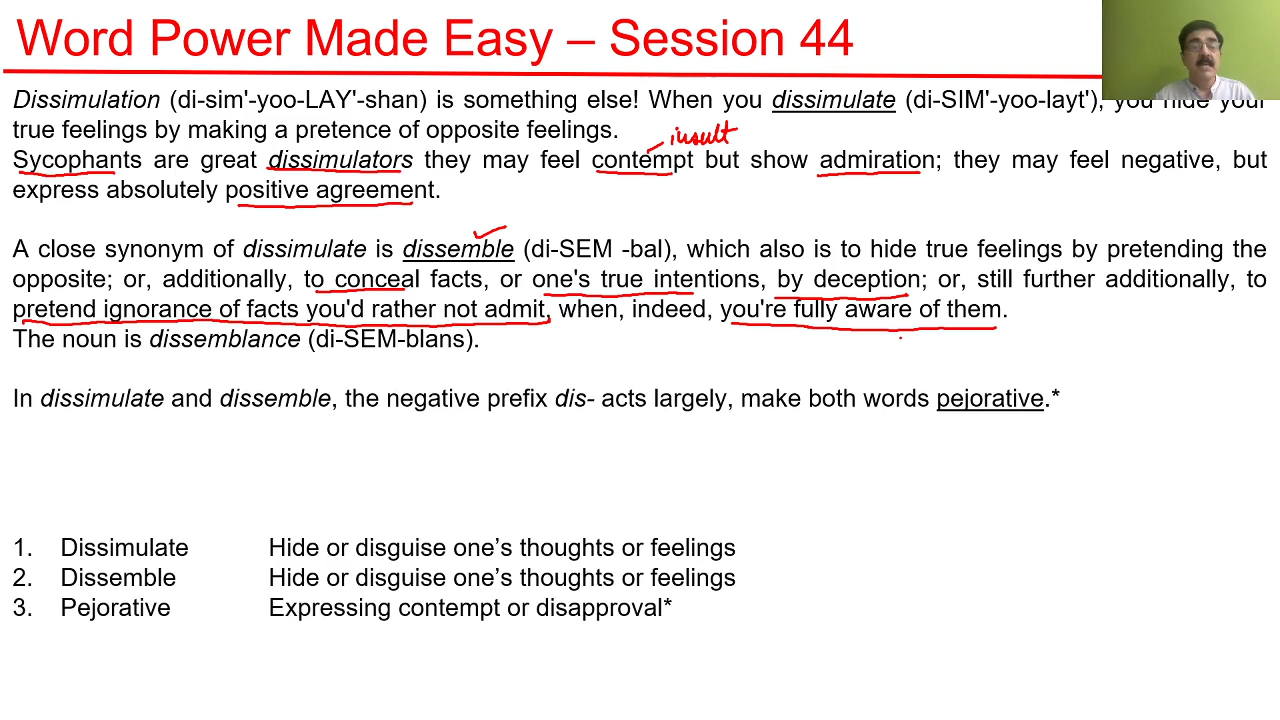 Word Power Made Easy – Session 44
Dissimulation (di-sim'-yoo-LAY'-shan) is something else! When you dissimulate (di-SIM'-yoo-layt'), you hide your
true feelings by making a pretence of opposite feelings.
insult
Sycophants are great dissimulators they may feel contempt but show admiration; they may feel negative, but
express absolutely positive agreement.
A close synonym of dissimulate is dissemble (di-SEM -bal), which also is to hide true feelings by pretending the
opposite; or, additionally, to conceal facts, or one's true intentions, by deception; or, still further additionally, to
pretend ignorance of facts you'd rather not admit, when, indeed, you're fully aware of them.
The noun is dissemblance (di-SEM-blans).
In dissimulate and dissemble, the negative prefix dis- acts largely, make both words pejorative.*
1. Dissimulate Hide or disguise one’s thoughts or feelings
2. Dissemble Hide or disguise one’s thoughts or feelings
3. Pejorative Expressing contempt or disapproval*